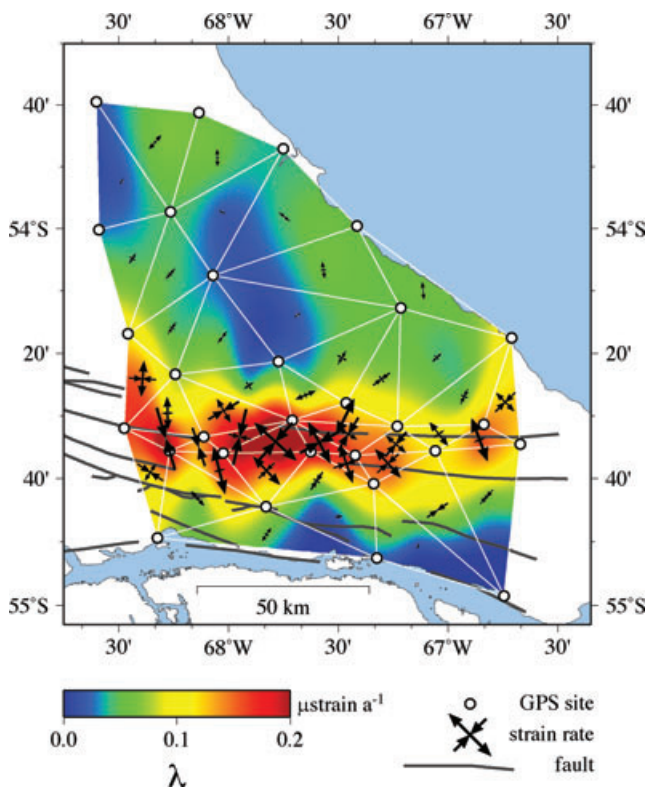 30' 68°W 30' 67°W 30'
40' 40'
54°S 54°S
20' 20'
40' 40'
55°S 55°S
50 km
30' 68°W 30' 67°W 30'
μstrain a⁻¹
0.0 0.1 0.2
λ
GPS site
strain rate
fault